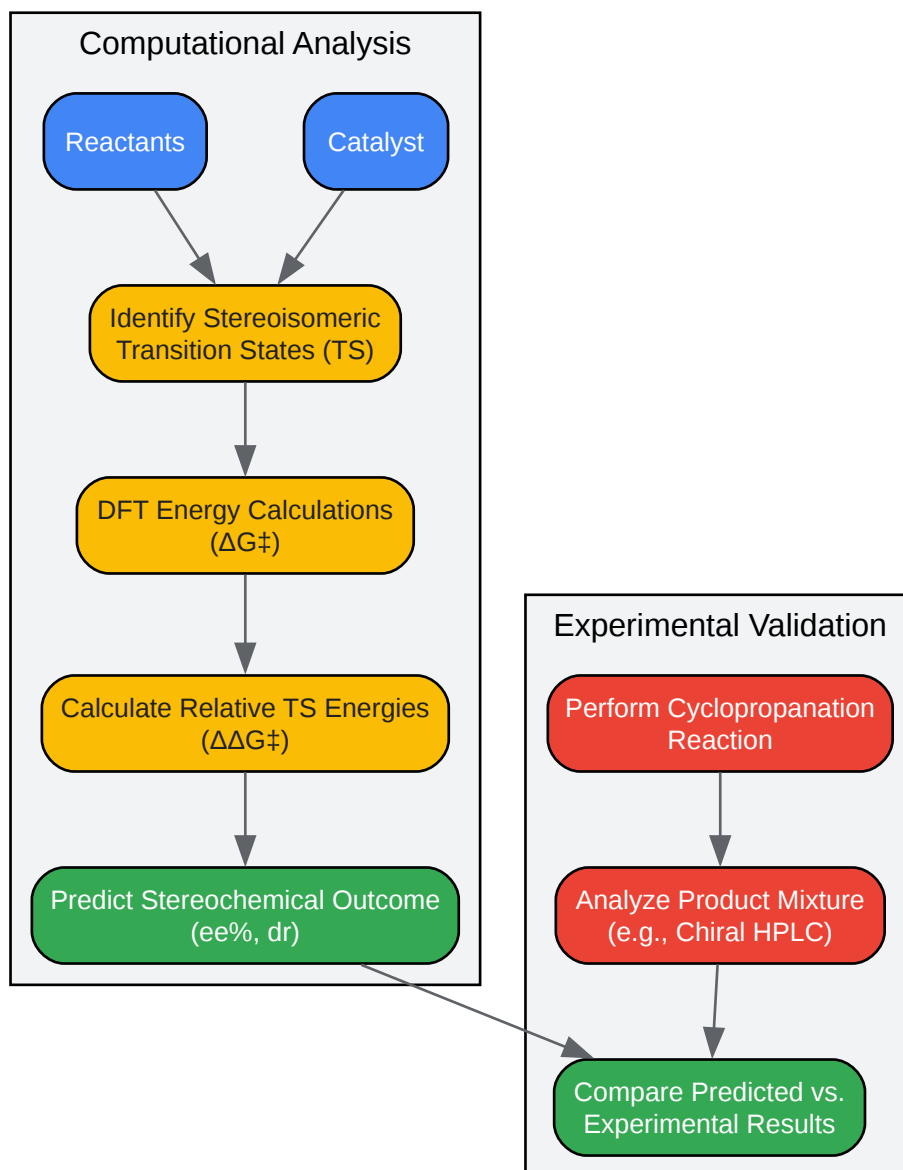 Computational Analysis
Reactants
Catalyst
Identify Stereoisomeric
Transition States (TS)
DFT Energy Calculations
(ΔG‡)
Calculate Relative TS Energies
(ΔΔG‡)
Predict Stereochemical Outcome
(ee%, dr)
Experimental Validation
Perform Cyclopropanation
Reaction
Analyze Product Mixture
(e.g., Chiral HPLC)
Compare Predicted vs.
Experimental Results